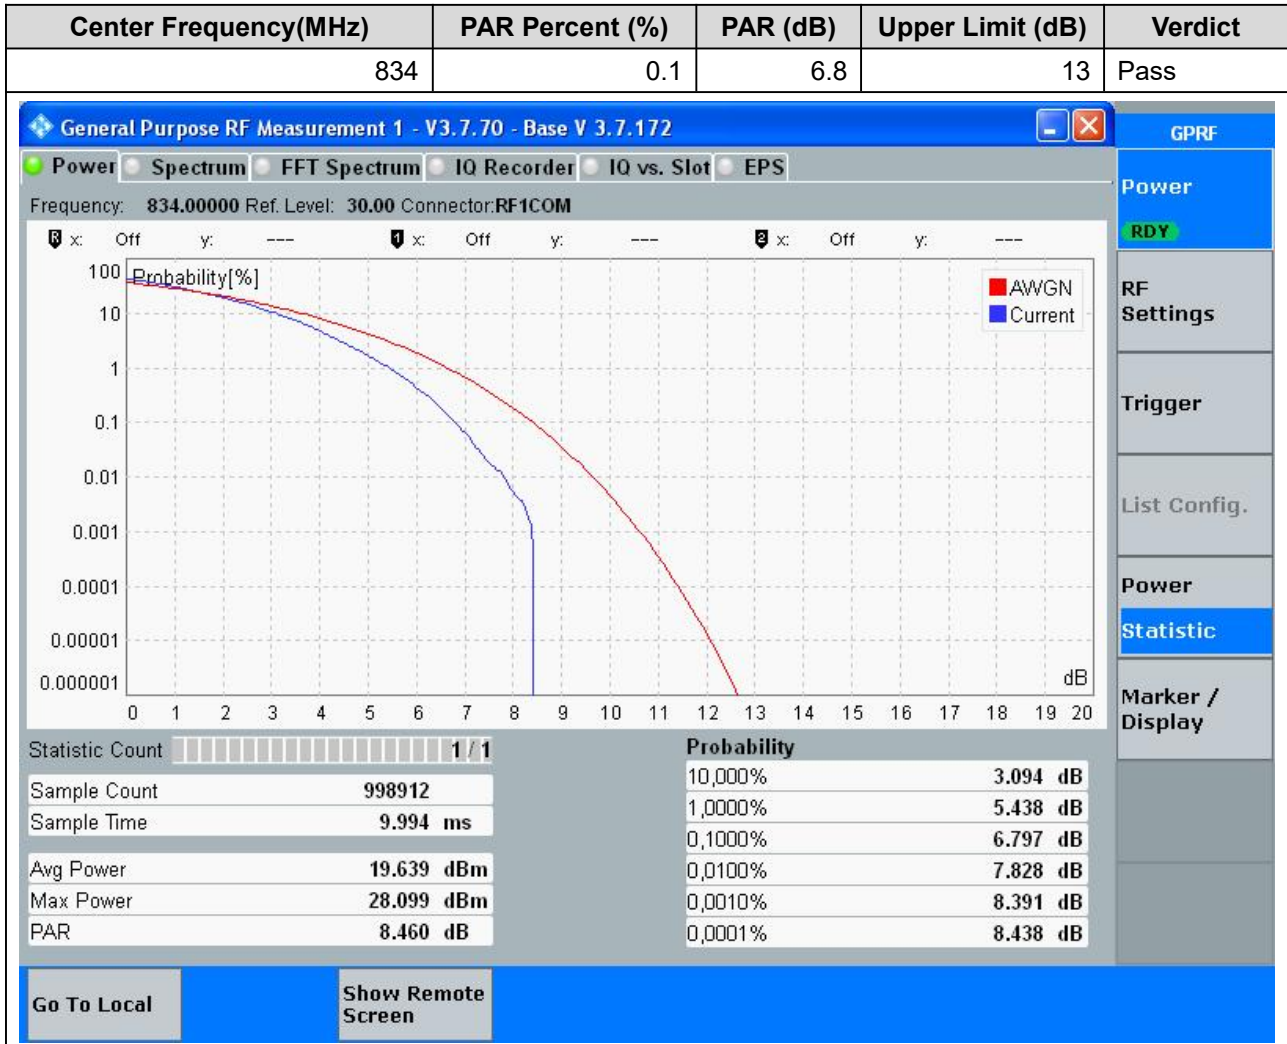 Center Frequency(MHz) PAR Percent (%) PAR (dB) Upper Limit (dB) Verdict
834 0.1 6.8 13 Pass
General Purpose RF Measurement 1 - V3.7.70 - Base V 3.7.172
GPRF
Power Spectrum FFT Spectrum IQ Recorder IQ vs. Slot EPS
Frequency: 834.00000 Ref. Level: 30.00 Connector:RF1COM
Power
RDY
R x: Off y: --- 1 x: Off y: --- 2 x: Off y: ---
100 Probability[%]
AWGN
Current
10
1
0.1
0.01
0.001
0.0001
0.00001
0.000001
dB
0 1 2 3 4 5 6 7 8 9 10 11 12 13 14 15 16 17 18 19 20
RF
Settings
Trigger
List Config.
Power
Statistic
Marker /
Display
Statistic Count 1 / 1
Sample Count 998912
Sample Time 9.994 ms
Avg Power 19.639 dBm
Max Power 28.099 dBm
PAR 8.460 dB
Probability
10,000% 3.094 dB
1,0000% 5.438 dB
0,1000% 6.797 dB
0,0100% 7.828 dB
0,0010% 8.391 dB
0,0001% 8.438 dB
Go To Local
Show Remote
Screen